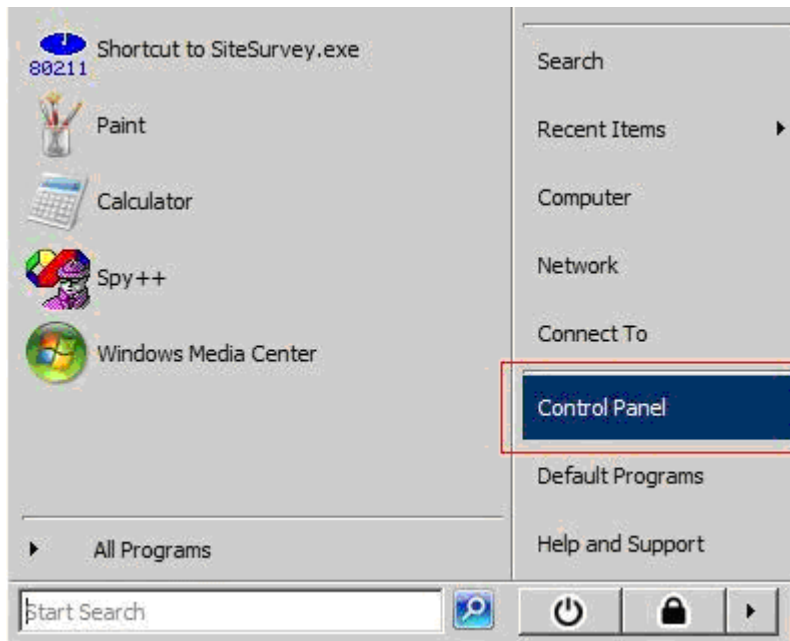 Shortcut to SiteSurvey.exe
80211
Paint
Calculator
Spy++
Windows Media Center
All Programs
Start Search
Search
Recent Items
Computer
Network
Connect To
Control Panel
Default Programs
Help and Support